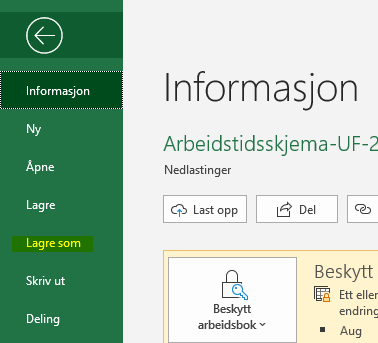 Informasjon
Ny
Åpne
Lagre
Lagre som
Skriv ut
Deling
Informasjon
Arbeidstidsskjema-UF-2
Nedlastinger
Last opp
Del
Beskytt
arbeidsbok
Beskytt
Ett eller
endring
Aug